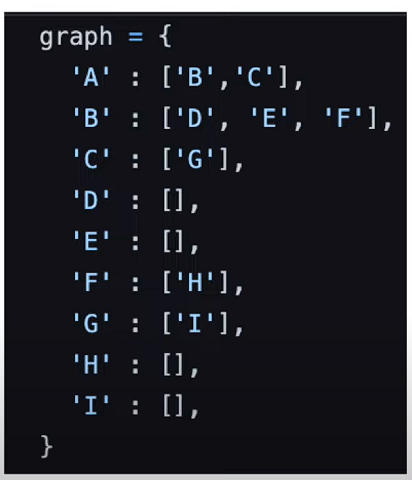 graph = {
'A' : ['B','C'],
'B' : ['D', 'E', 'F'],
'C' : ['G'],
'D' : [],
'E' : [],
'F' : ['H'],
'G' : ['I'],
'H' : [],
'I' : [],
}